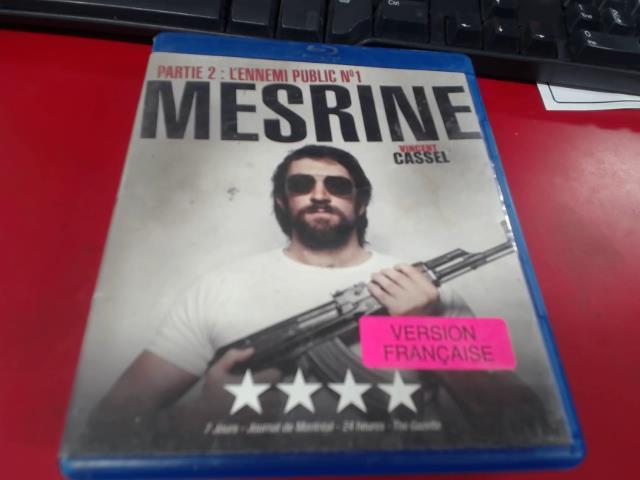 Ctrl
PARTIE 2 : L'ENNEMI PUBLIC Nº1
MESRINE
VINCENT
CASSEL
VERSION
FRANÇAISE
7 Jours - Journal de Montréal - 24 heures - The Gazette